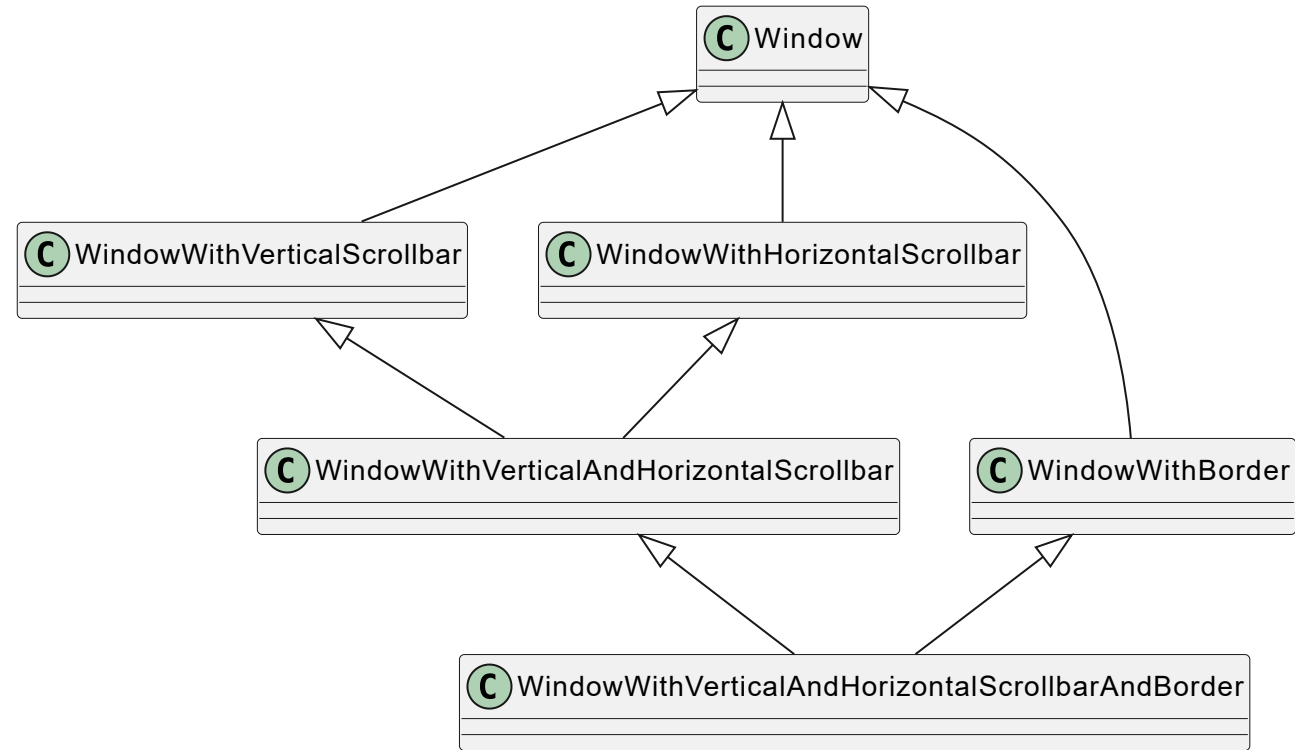 C Window
C WindowWithVerticalScrollbar
C WindowWithHorizontalScrollbar
C WindowWithVerticalAndHorizontalScrollbar
C WindowWithBorder
C WindowWithVerticalAndHorizontalScrollbarAndBorder